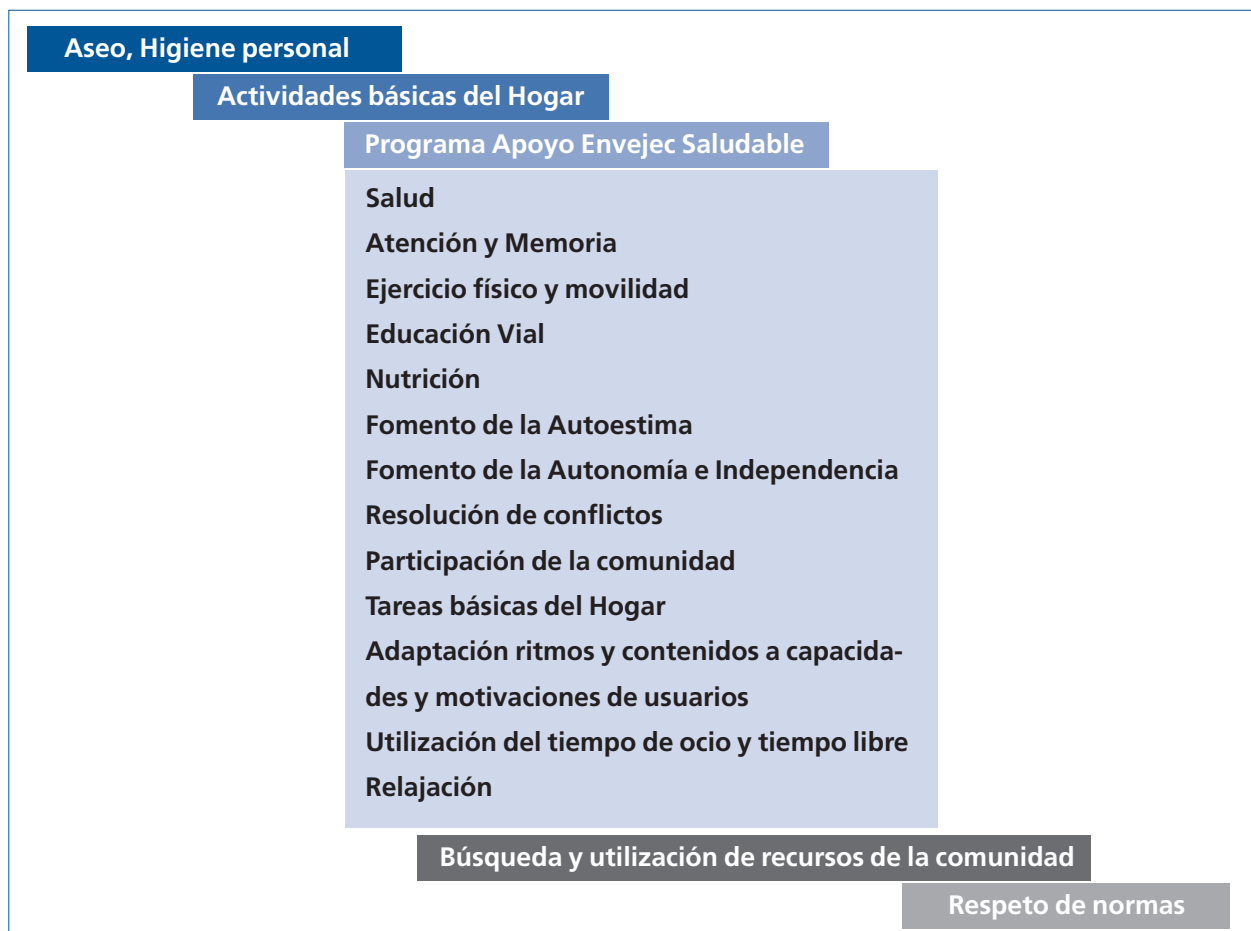 Aseo, Higiene personal
Actividades básicas del Hogar
Programa Apoyo Envejec Saludable
Salud
Atención y Memoria
Ejercicio físico y movilidad
Educación Vial
Nutrición
Fomento de la Autoestima
Fomento de la Autonomía e Independencia
Resolución de conflictos
Participación de la comunidad
Tareas básicas del Hogar
Adaptación ritmos y contenidos a capacida-
des y motivaciones de usuarios
Utilización del tiempo de ocio y tiempo libre
Relajación
Búsqueda y utilización de recursos de la comunidad
Respeto de normas